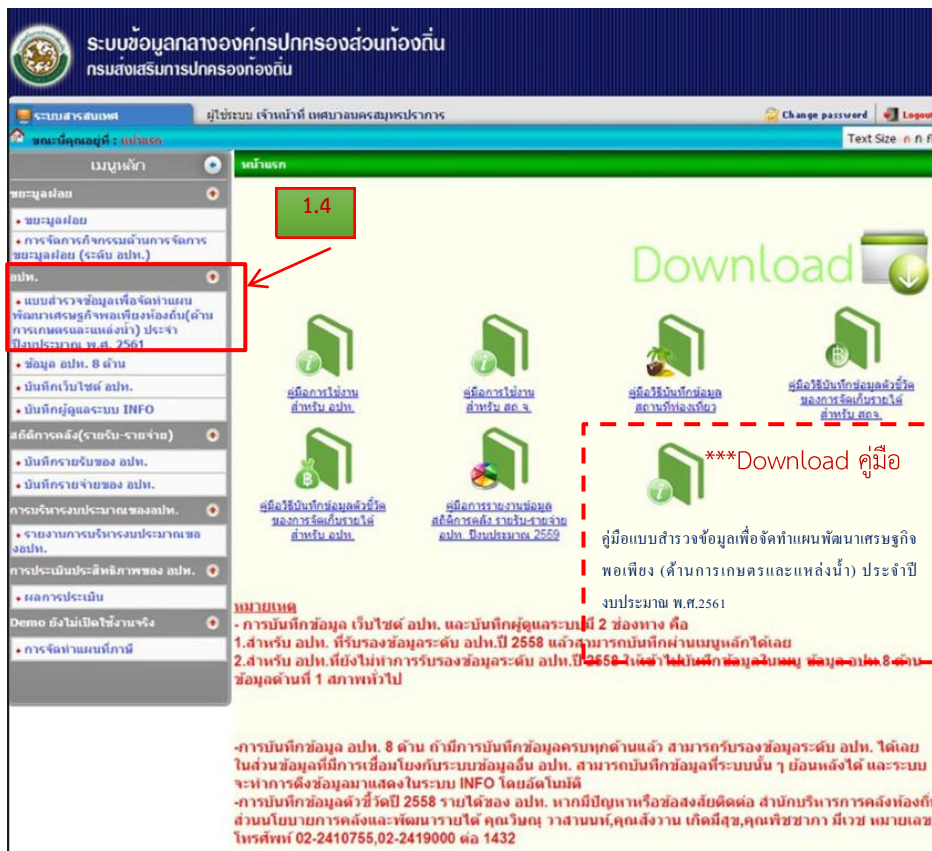 ระบบข้อมูลกลางองค์กรปกครองส่วนท้องถิ่น
กรมส่งเสริมการปกครองท้องถิ่น
ระบบสารสนเทศ
ผู้ใช้ระบบ เจ้าหน้าที่ เทศบาลนครสมุทรปราการ
Change password
Logout
ขณะนี้คุณอยู่ที่ : หน้าแรก
Text Size ก ก ก
เมนูหลัก
หน้าแรก
ขยะมูลฝอย
ขยะมูลฝอย
การจัดการกิจกรรมด้านการจัดการ
ขยะมูลฝอย (ระดับ อปท.)
อปท.
แบบสำรวจข้อมูลเพื่อจัดทำแผน
พัฒนาเศรษฐกิจพอเพียงท้องถิ่น(ด้าน
การเกษตรและแหล่งน้ำ) ประจำ
ปีงบประมาณ พ.ศ. 2561
ข้อมูล อปท. 8 ด้าน
บันทึกเว็บไซต์ อปท.
บันทึกผู้ดูแลระบบ INFO
สถิติการคลัง(รายรับ-รายจ่าย)
บันทึกรายรับของ อปท.
บันทึกรายจ่ายของ อปท.
การบริหารงบประมาณของอปท.
รายงานการบริหารงบประมาณขอ
งอปท.
การประเมินประสิทธิภาพของ อปท.
ผลการประเมิน
Demo ยังไม่เปิดใช้งานจริง
การจัดทำแผนที่ภาษี
1.4
Download
คู่มือการใช้งาน
สำหรับ อปท.
คู่มือการใช้งาน
สำหรับ สถ.จ.
คู่มือวิธีบันทึกข้อมูล
สถานที่ท่องเที่ยว
คู่มือวิธีบันทึกข้อมูลตัวชี้วัด
ของการจัดเก็บรายได้
สำหรับ สถจ.
คู่มือวิธีบันทึกข้อมูลตัวชี้วัด
ของการจัดเก็บรายได้
สำหรับ อปท.
คู่มือการรายงานข้อมูล
สถิติการคลัง รายรับ-รายจ่าย
อปท. ปีงบประมาณ 2559
***Download คู่มือ
คู่มือแบบสำรวจข้อมูลเพื่อจัดทำแผนพัฒนาเศรษฐกิจ
พอเพียง (ด้านการเกษตรและแหล่งน้ำ) ประจำปี
งบประมาณ พ.ศ.2561
หมายเหตุ
- การบันทึกข้อมูล เว็บไซต์ อปท. และบันทึกผู้ดูแลระบบมี 2 ช่องทาง คือ
1.สำหรับ อปท. ที่รับรองข้อมูลระดับ อปท.ปี 2558 แล้วสามารถบันทึกผ่านเมนูหลักได้เลย
2.สำหรับ อปท.ที่ยังไม่ทำการรับรองข้อมูลระดับ อปท.ปี 2558 ให้เข้าไปบันทึกข้อมูลในเมนู ข้อมูล อปท.8 ด้าน
ข้อมูลด้านที่ 1 สภาพทั่วไป
-การบันทึกข้อมูล อปท. 8 ด้าน ถ้ามีการบันทึกข้อมูลครบทุกด้านแล้ว สามารถรับรองข้อมูลระดับ อปท. ได้เลย
ในส่วนข้อมูลที่มีการเชื่อมโยงกับระบบข้อมูลอื่น อปท. สามารถบันทึกข้อมูลที่ระบบนั้น ๆ ย้อนหลังได้ และระบบ
จะทำการดึงข้อมูลมาแสดงในระบบ INFO โดยอัตโนมัติ
-การบันทึกข้อมูลตัวชี้วัดปี 2558 รายได้ของ อปท. หากมีปัญหาหรือข้อสงสัยติดต่อ สำนักบริหารการคลังท้องถิ่น
ส่วนนโยบายการคลังและพัฒนารายได้ คุณวิษณุ วาสานนท์,คุณสังวาน เกิดมีสุข,คุณพิชชาภา มีเวช หมายเลข
โทรศัพท์ 02-2410755,02-2419000 ต่อ 1432